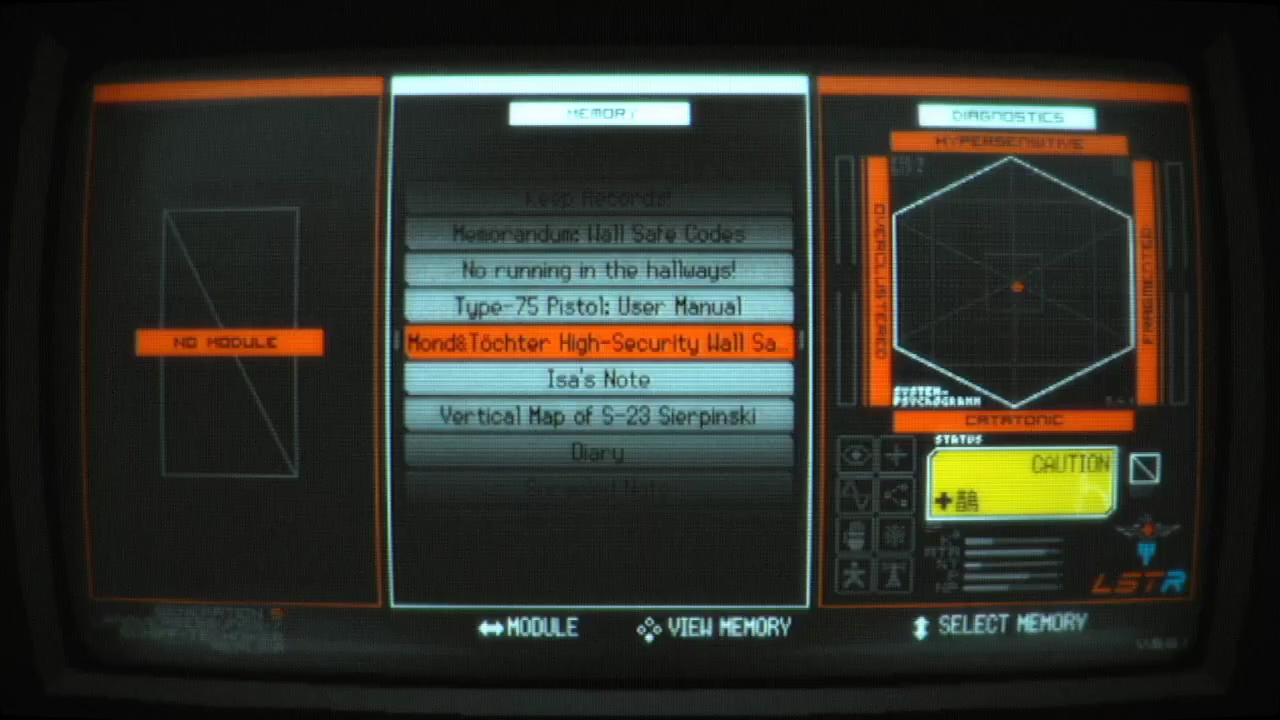 MEMORY
Keep Records!
Memorandum: Wall Safe Codes
No running in the hallways!
Type-75 Pistol: User Manual
Mond&Töchter High-Security Wall Sa...
Isa's Note
Vertical Map of S-23 Sierpinski
Diary
NO MODULE
DIAGNOSTICS
HYPERSENSITIVE
OVERCLUSTERED
FRAGMENTED
SYSTEM-
PSYCHOGRAMM
CATATONIC
STATUS
CAUTION
LSTR
MODULE
VIEW MEMORY
SELECT MEMORY